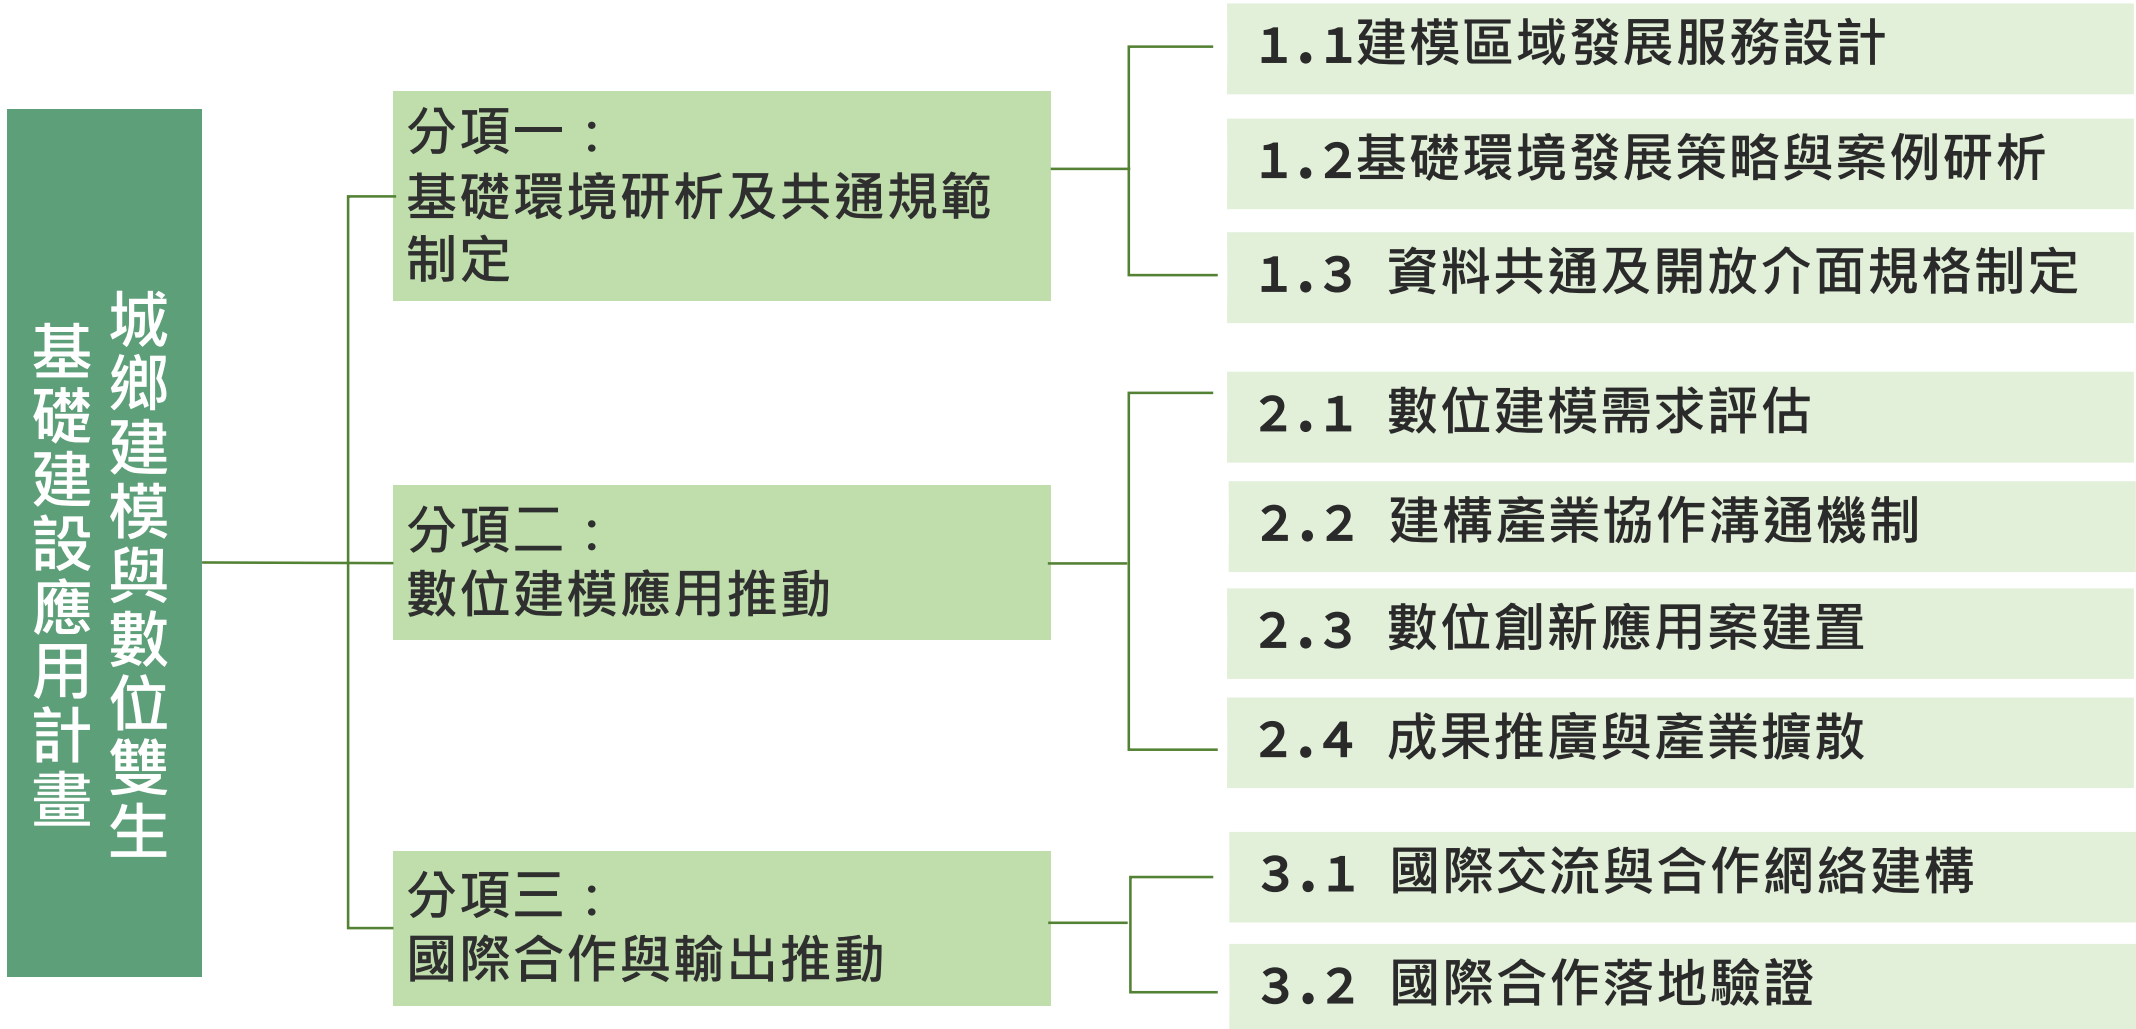 城鄉建模與數位雙生
基礎建設應用計畫
分項一：
基礎環境研析及共通規範
制定
1.1建模區域發展服務設計
1.2基礎環境發展策略與案例研析
1.3 資料共通及開放介面規格制定
分項二：
數位建模應用推動
2.1 數位建模需求評估
2.2 建構產業協作溝通機制
2.3 數位創新應用案建置
2.4 成果推廣與產業擴散
分項三：
國際合作與輸出推動
3.1 國際交流與合作網絡建構
3.2 國際合作落地驗證